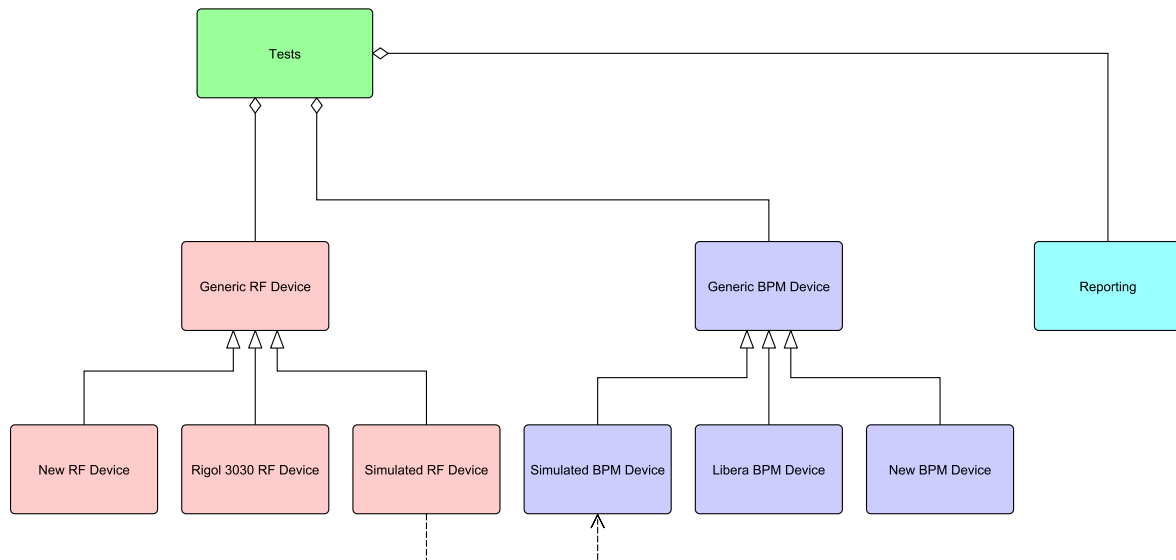 Tests
Generic RF Device
Generic BPM Device
Reporting
New RF Device
Rigol 3030 RF Device
Simulated RF Device
Simulated BPM Device
Libera BPM Device
New BPM Device